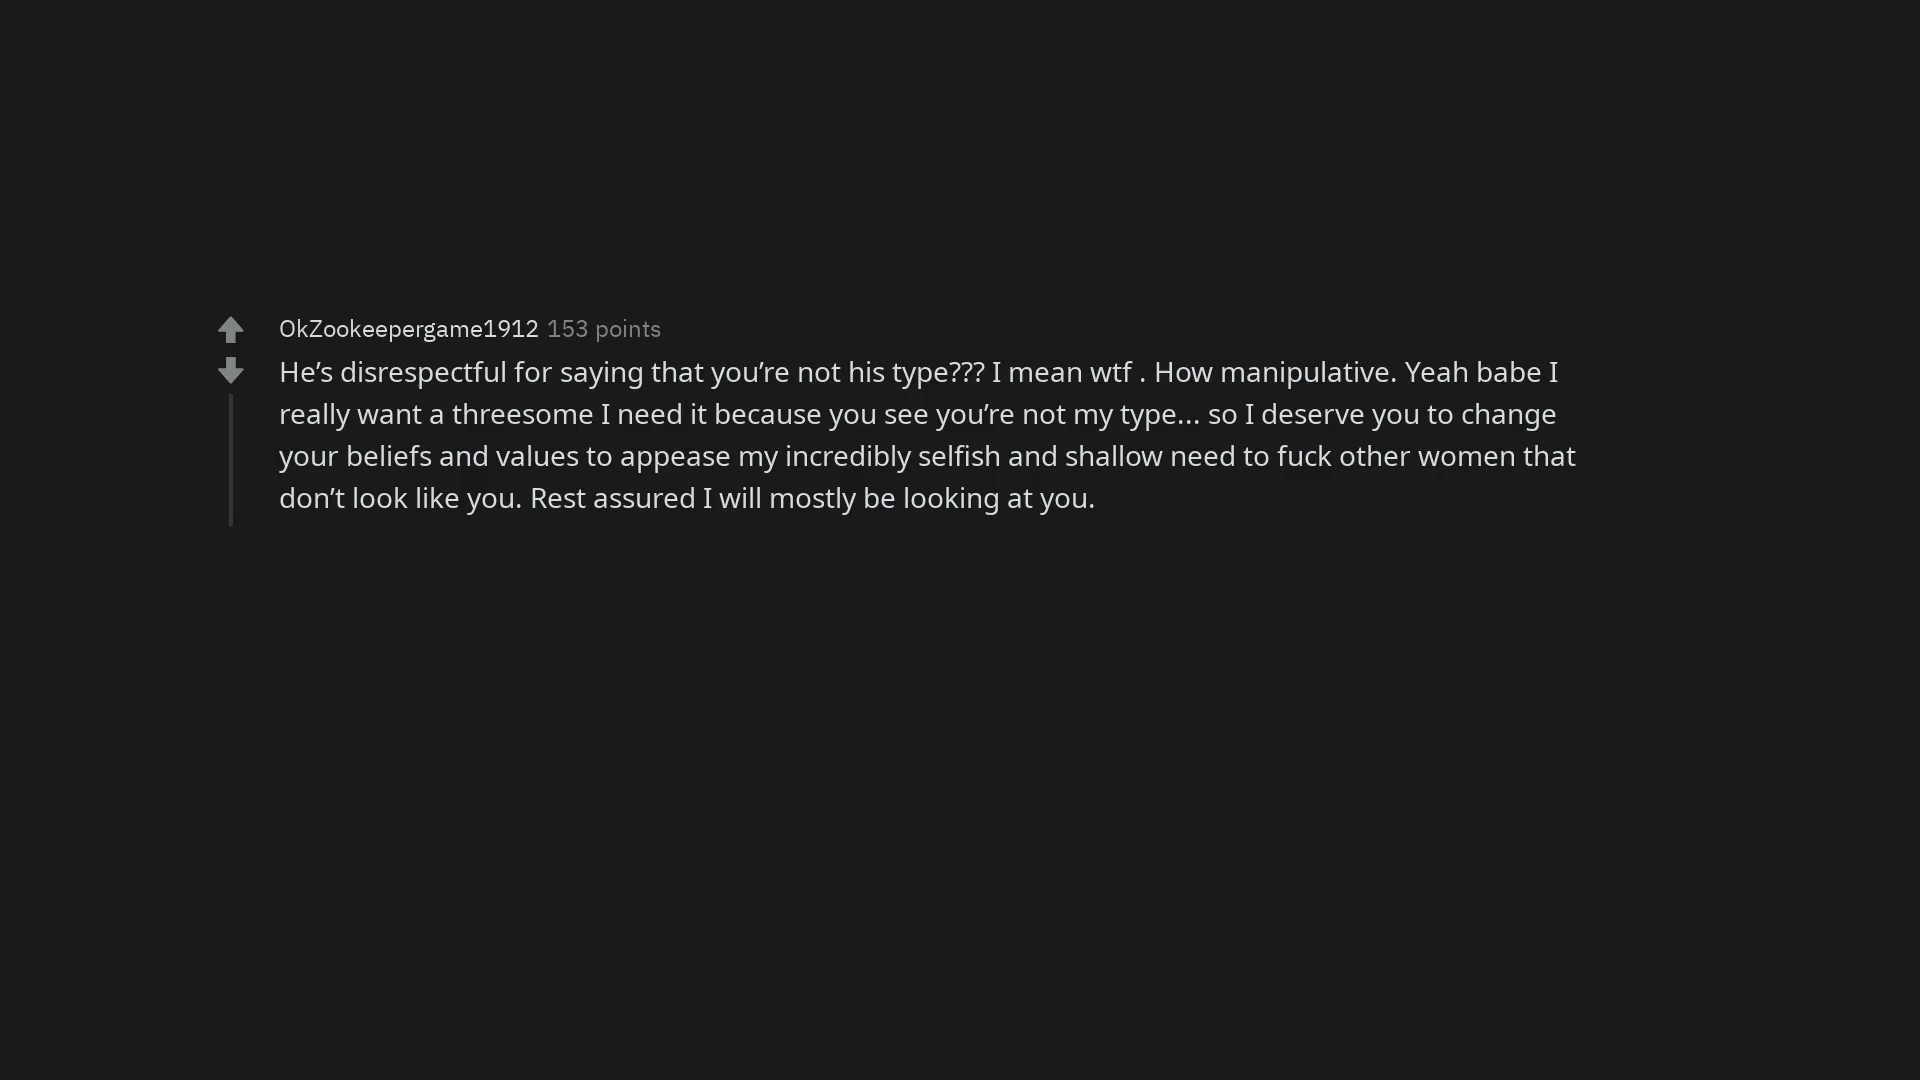 OkZookeepergame1912 153 points
He’s disrespectful for saying that you’re not his type??? I mean wtf . How manipulative. Yeah babe I
really want a threesome I need it because you see you’re not my type... so I deserve you to change
your beliefs and values to appease my incredibly selfish and shallow need to fuck other women that
don’t look like you. Rest assured I will mostly be looking at you.